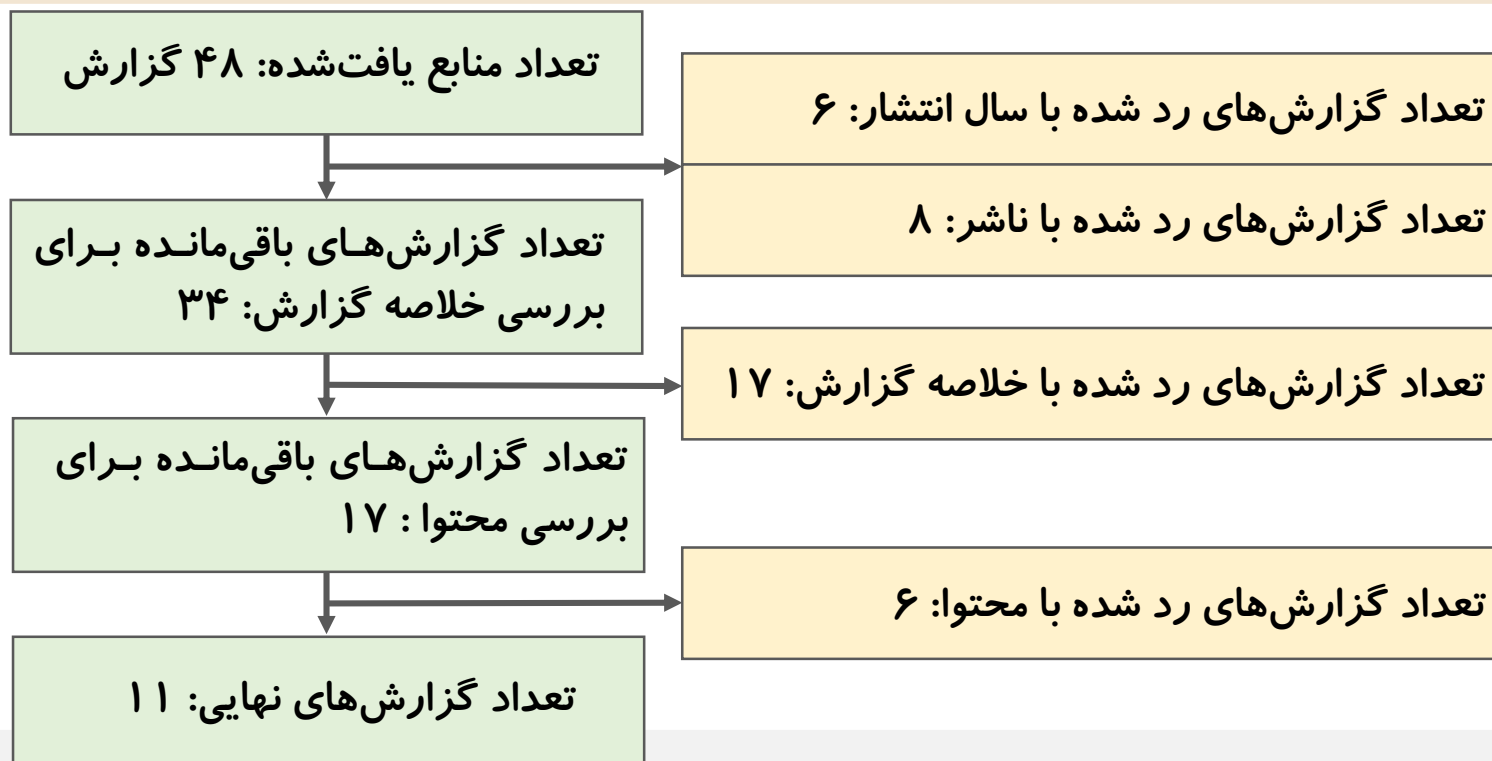 تعداد منابع یافت‌شده: ۴۸ گزارش
تعداد گزارش‌های رد شده با سال انتشار: ۶
تعداد گزارش‌های رد شده با ناشر: ۸
تعداد گزارش‌های باقی‌مانده برای
بررسی خلاصه گزارش: ۳۴
تعداد گزارش‌های رد شده با خلاصه گزارش: ۱۷
تعداد گزارش‌های باقی‌مانده برای
بررسی محتوا : ۱۷
تعداد گزارش‌های رد شده با محتوا: ۶
تعداد گزارش‌های نهایی: ۱۱